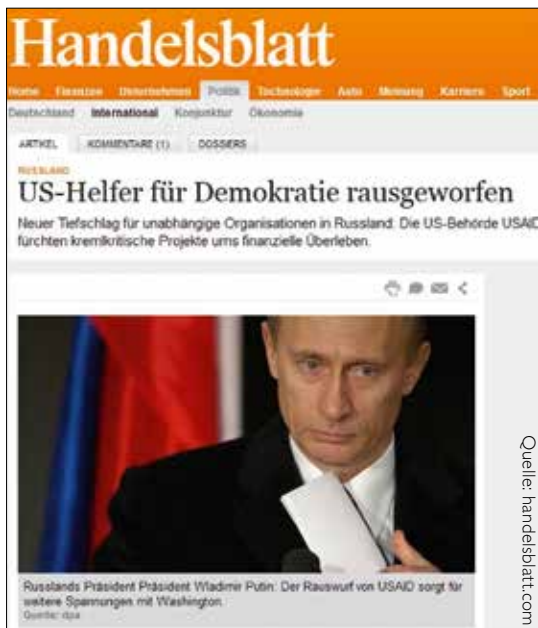 Handelsblatt
Home Finanzen Unternehmen Politik Technologie Auto Meinung Karriere Sport
Deutschland International Konjunktur Ökonomie
ARTIKEL KOMMENTARE (1) DOSSIERS
RUSSLAND
US-Helfer für Demokratie rausgeworfen
Neuer Tiefschlag für unabhängige Organisationen in Russland. Die US-Behörde USAID
fürchten kremlkritische Projekte ums finanzielle Überleben.
Russlands Präsident Präsident Wladimir Putin: Der Rauswurf von USAID sorgt für
weitere Spannungen mit Washington.
Quelle: dpa
Quelle: handelsblatt.com